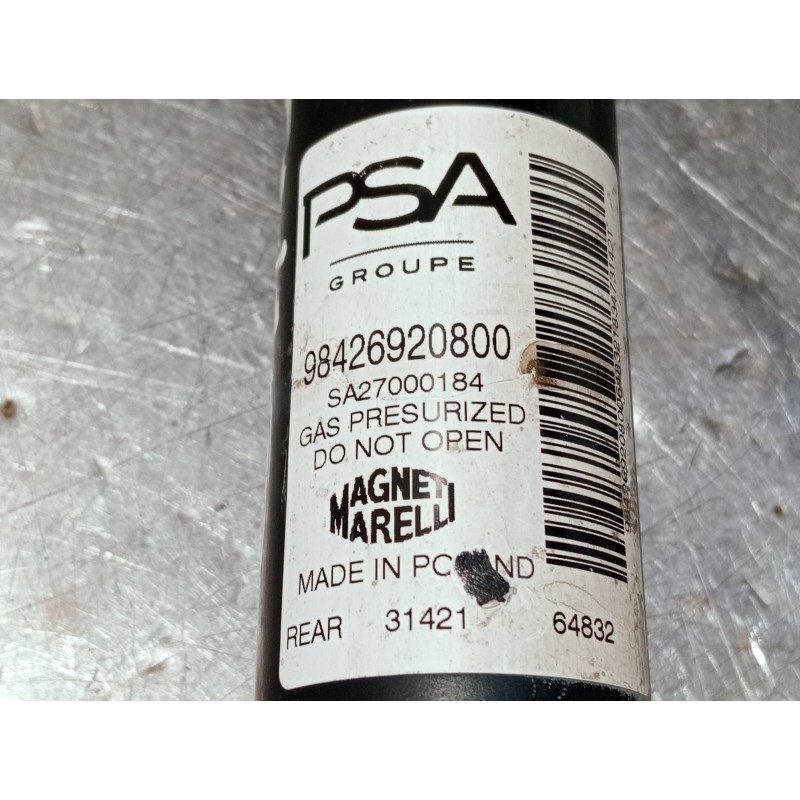 PSA
GROUPE
98426920800
SA27000184
GAS PRESURIZED
DO NOT OPEN
MAGNETI
MARELLI
MADE IN
REAR 31421 64832